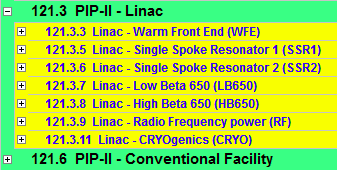 121.3 PIP-II - Linac
121.3.3 Linac - Warm Front End (WFE)
121.3.5 Linac - Single Spoke Resonator 1 (SSR1)
121.3.6 Linac - Single Spoke Resonator 2 (SSR2)
121.3.7 Linac - Low Beta 650 (LB650)
121.3.8 Linac - High Beta 650 (HB650)
121.3.9 Linac - Radio Frequency power (RF)
121.3.11 Linac - CRYOgenics (CRYO)
121.6 PIP-II - Conventional Facility